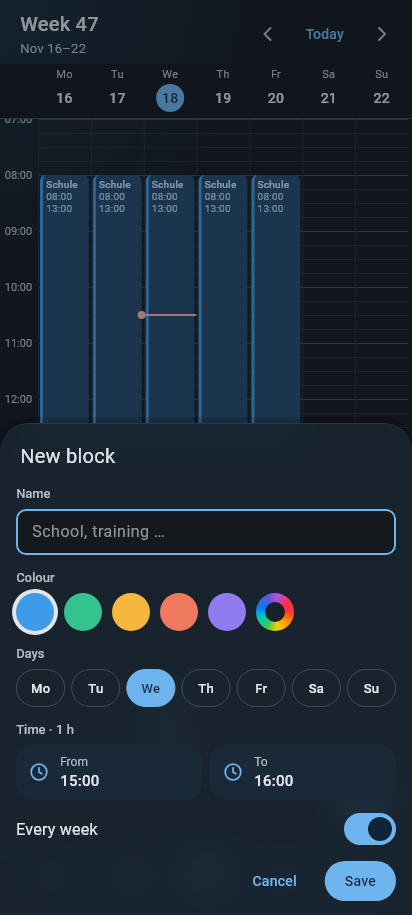 Week 47
Nov 16–22
Today
Mo Tu We Th Fr Sa Su
16 17 18 19 20 21 22
07:00
08:00
Schule Schule Schule Schule Schule
08:00 08:00 08:00 08:00 08:00
13:00 13:00 13:00 13:00 13:00
09:00
10:00
11:00
12:00
New block
Name
School, training …
Colour
Days
Mo Tu We Th Fr Sa Su
Time · 1 h
From To
15:00 16:00
Every week
Cancel Save